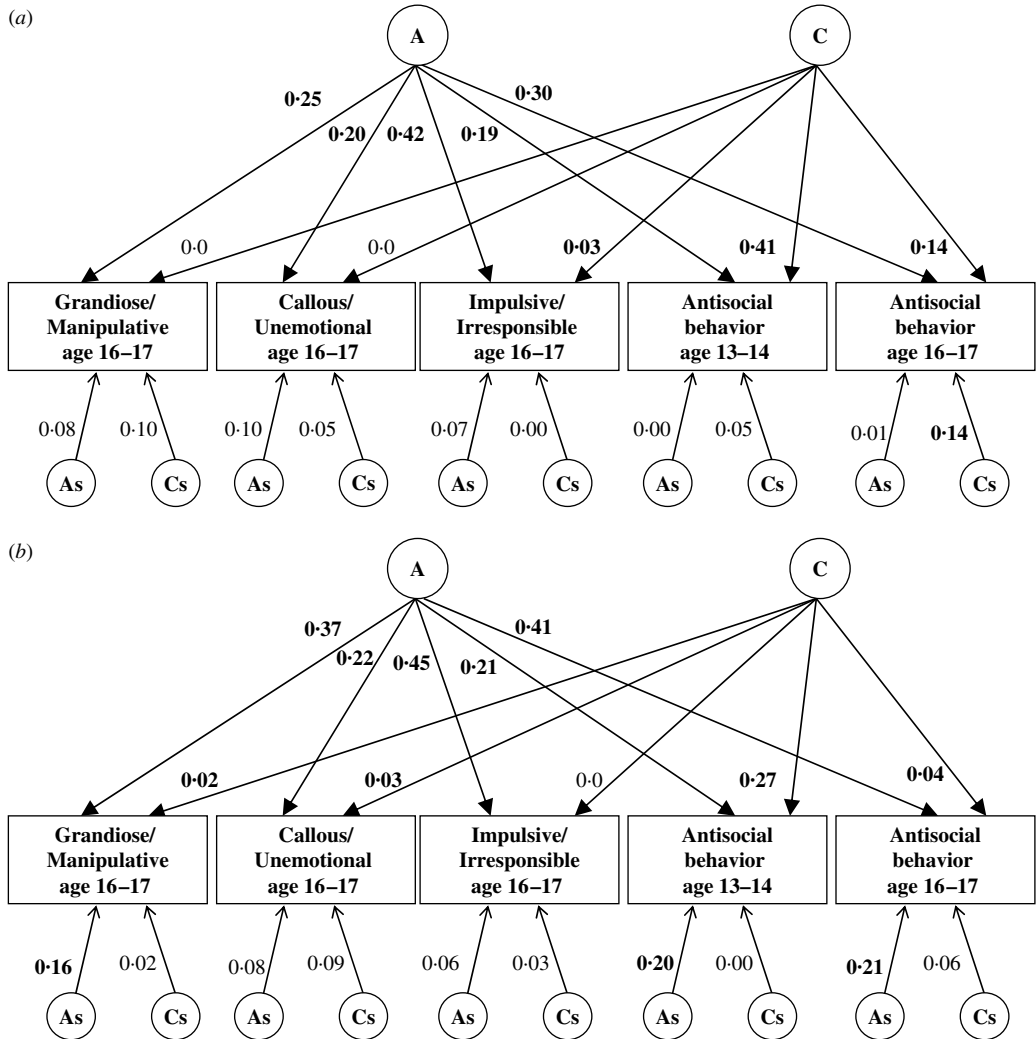 (a)
A
C
0·25
0·20
0·42
0·19
0·30
0·0
0·0
0·03
0·41
0·14
Grandiose/
Manipulative
age 16–17
Callous/
Unemotional
age 16–17
Impulsive/
Irresponsible
age 16–17
Antisocial
behavior
age 13–14
Antisocial
behavior
age 16–17
0·08
0·10
0·10
0·05
0·07
0·00
0·00
0·05
0·01
0·14
As
Cs
As
Cs
As
Cs
As
Cs
As
Cs
(b)
A
C
0·37
0·22
0·45
0·21
0·41
0·02
0·03
0·0
0·27
0·04
Grandiose/
Manipulative
age 16–17
Callous/
Unemotional
age 16–17
Impulsive/
Irresponsible
age 16–17
Antisocial
behavior
age 13–14
Antisocial
behavior
age 16–17
0·16
0·02
0·08
0·09
0·06
0·03
0·20
0·00
0·21
0·06
As
Cs
As
Cs
As
Cs
As
Cs
As
Cs